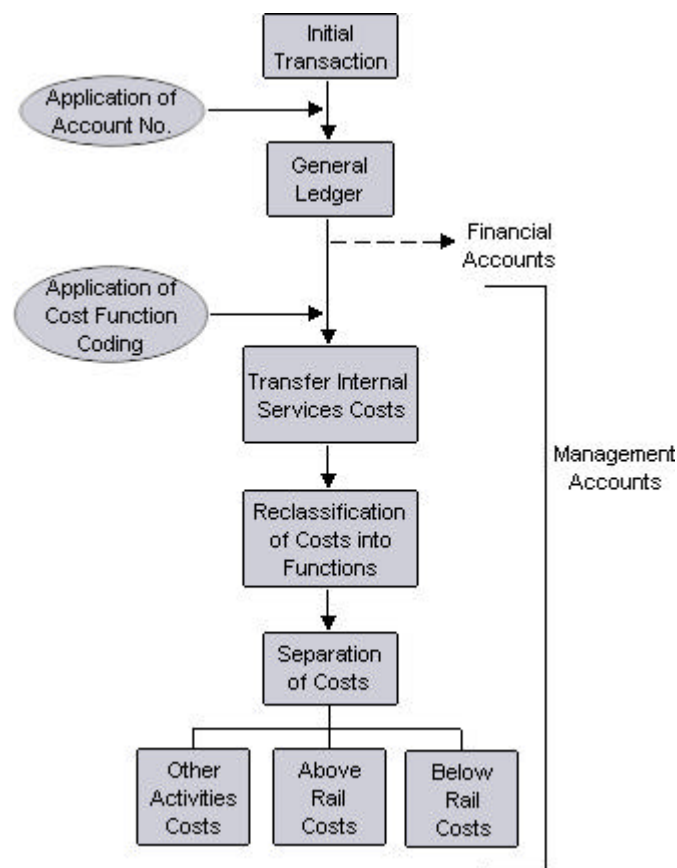 Initial
Transaction
Application of
Account No.
General
Ledger
Financial
Accounts
Application of
Cost Function
Coding
Transfer Internal
Services Costs
Management
Accounts
Reclassification
of Costs into
Functions
Separation
of Costs
Other
Activities
Costs
Above
Rail
Costs
Below
Rail
Costs